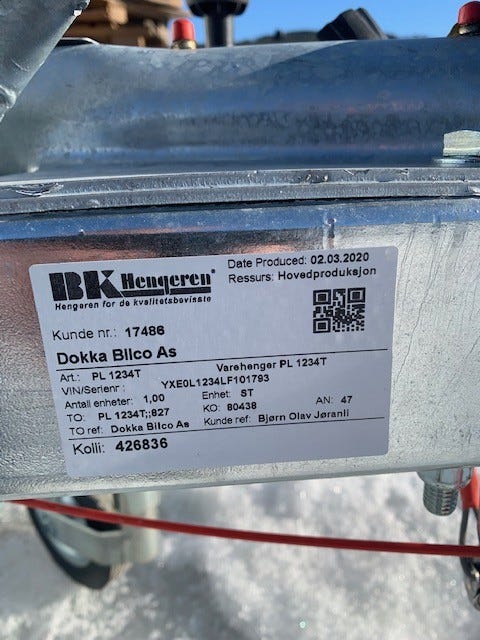 BK Hengeren®
Hengeren for de kvalitetsbevisste
Date Produced: 02.03.2020
Ressurs: Hovedproduksjon
Kunde nr.: 17486
Dokka Bilco As
Art.: PL 1234T Varehenger PL 1234T
VIN/Serienr : YXE0L1234LF101793
Antall enheter: 1,00 Enhet: ST AN: 47
TO: PL 1234T;;827 KO: 80438
TO ref: Dokka Bilco As Kunde ref: Bjørn Olav Jøranli
Kolli: 426836